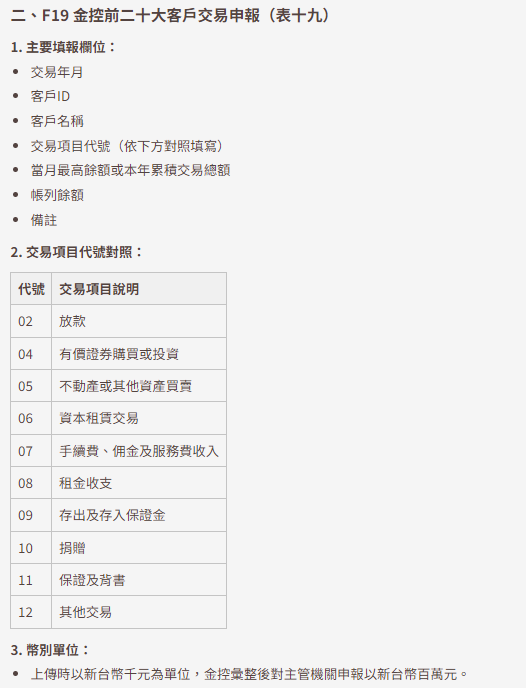 二、F19 金控前二十大客戶交易申報（表十九）
1. 主要填報欄位：
• 交易年月
• 客戶ID
• 客戶名稱
• 交易項目代號（依下方對照填寫）
• 當月最高餘額或本年累積交易總額
• 帳列餘額
• 備註
2. 交易項目代號對照：
代號 交易項目說明
02 放款
04 有價證券購買或投資
05 不動產或其他資產買賣
06 資本租賃交易
07 手續費、佣金及服務費收入
08 租金收支
09 存出及存入保證金
10 捐贈
11 保證及背書
12 其他交易
3. 幣別單位：
• 上傳時以新台幣千元為單位，金控彙整後對主管機關申報以新台幣百萬元。